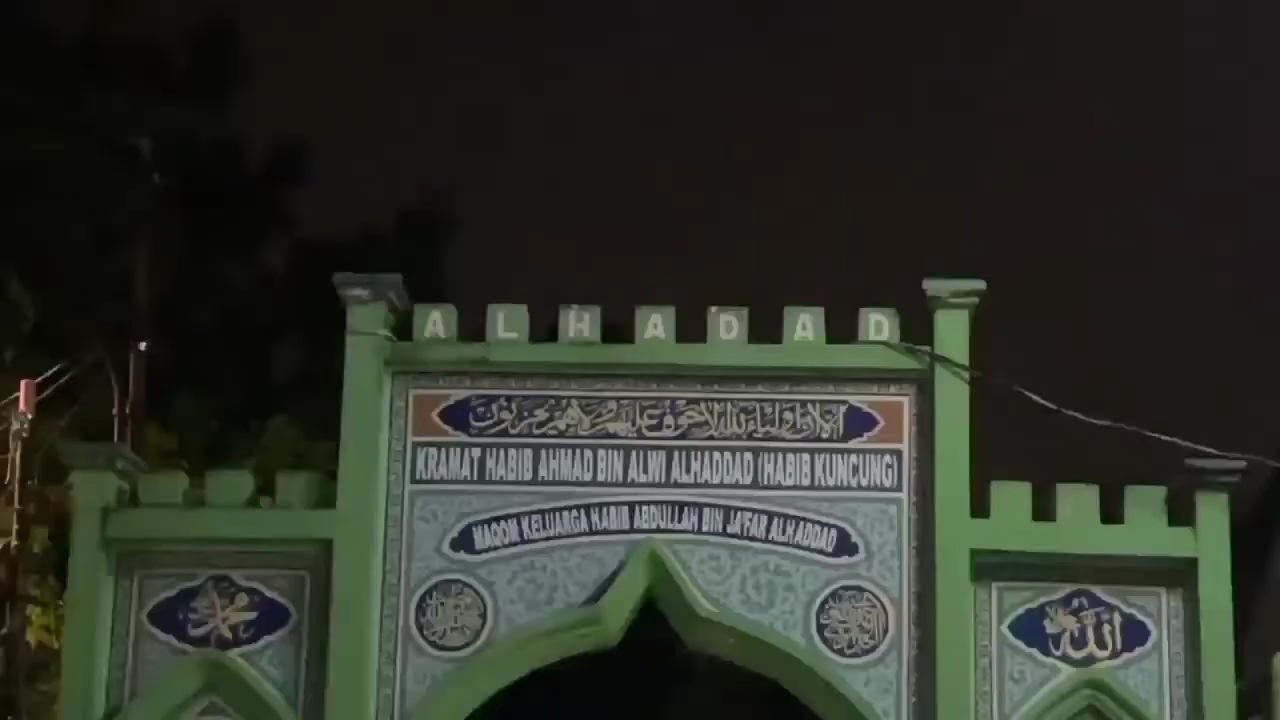 ALHADAD
ألا إن أولياء الله لا خوف عليهم ولا هم يحزنون
KRAMAT HABIB AHMAD BIN ALWI ALHADDAD (HABIB KUNCUNG)
MAQOM KELUARGA HABIB ABDULLAH BIN JA'FAR ALHADDAD
محمد
الله